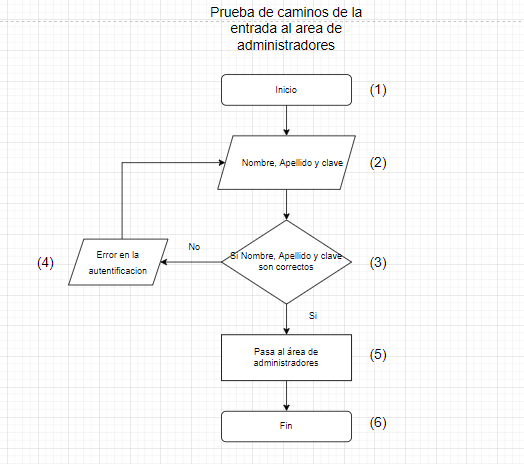 Prueba de caminos de la
entrada al area de
administradores
Inicio
(1)
Nombre, Apellido y clave
(2)
No
Si Nombre, Apellido y clave
son correctos
(3)
Error en la
autentificacion
(4)
Si
Pasa al área de
administradores
(5)
Fin
(6)